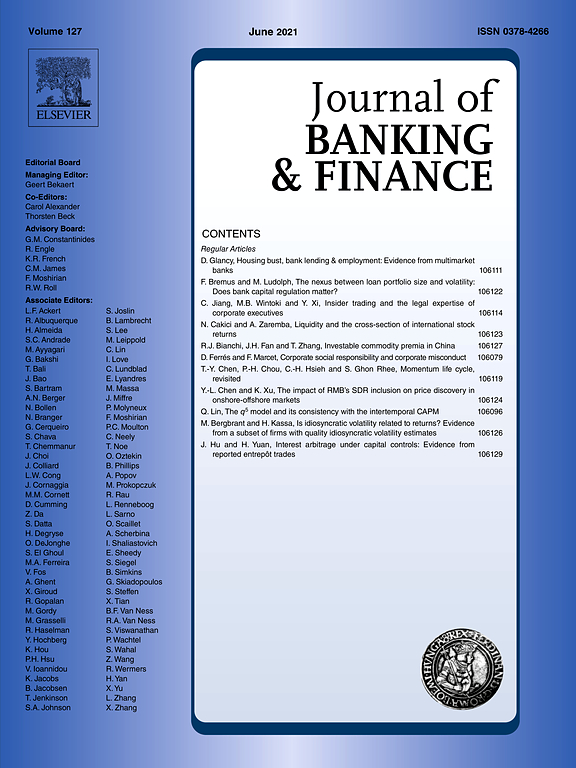 Volume 127
June 2021
ISSN 0378-4266
ELSEVIER
Journal of
BANKING
& FINANCE
Editorial Board
Managing Editor:
Geert Bekaert
Co-Editors:
Carol Alexander
Thorsten Beck
Advisory Board:
G.M. Constantinides
R. Engle
K.R. French
C.M. James
F. Moshirian
R.W. Roll
Associate Editors:
L.F. Ackert
R. Albuquerque
H. Almeida
S.C. Andrade
M. Ayyagari
G. Bakshi
T. Bali
J. Bao
S. Bartram
A.N. Berger
N. Bollen
N. Branger
G. Cerqueiro
S. Chava
T. Chemmanur
J. Choi
J. Colliard
L.W. Cong
J. Cornaggia
M.M. Cornett
D. Cumming
Z. Da
S. Datta
H. Degryse
O. DeJonghe
S. El Ghoul
M.A. Ferreira
V. Fos
A. Ghent
X. Giroud
R. Gopalan
M. Gordy
M. Grasselli
R. Haselman
Y. Hochberg
K. Hou
P.H. Hsu
V. Ioannidou
K. Jacobs
B. Jacobsen
T. Jenkinson
S.A. Johnson
S. Joslin
B. Lambrecht
S. Lee
M. Leippold
C. Lin
I. Love
C. Lundblad
E. Lyandres
M. Massa
J. Miffre
P. Molyneux
F. Moshirian
P.C. Moulton
C. Neely
T. Noe
O. Oztekin
B. Phillips
A. Popov
M. Prokopczuk
R. Rau
L. Renneboog
L. Sarno
O. Scaillet
A. Scherbina
I. Shaliastovich
E. Sheedy
S. Siegel
B. Simkins
G. Skiadopoulos
S. Steffen
X. Tian
B.F. Van Ness
R.A. Van Ness
S. Viswanathan
P. Wachtel
S. Wahal
Z. Wang
R. Wermers
H. Yan
X. Yu
L. Zhang
X. Zhang
CONTENTS
Regular Articles
D. Glancy, Housing bust, bank lending & employment: Evidence from multimarket
banks 106111
F. Bremus and M. Ludolph, The nexus between loan portfolio size and volatility:
Does bank capital regulation matter? 106122
C. Jiang, M.B. Wintoki and Y. Xi, Insider trading and the legal expertise of
corporate executives 106114
N. Cakici and A. Zaremba, Liquidity and the cross-section of international stock
returns 106123
R.J. Bianchi, J.H. Fan and T. Zhang, Investable commodity premia in China 106127
D. Ferrés and F. Marcet, Corporate social responsibility and corporate misconduct 106079
T.-Y. Chen, P.-H. Chou, C.-H. Hsieh and S. Ghon Rhee, Momentum life cycle,
revisited 106119
Y.-L. Chen and K. Xu, The impact of RMB's SDR inclusion on price discovery in
onshore-offshore markets 106124
Q. Lin, The q⁵ model and its consistency with the intertemporal CAPM 106096
M. Bergbrant and H. Kassa, Is idiosyncratic volatility related to returns? Evidence
from a subset of firms with quality idiosyncratic volatility estimates 106126
J. Hu and H. Yuan, Interest arbitrage under capital controls: Evidence from
reported entrepôt trades 106129